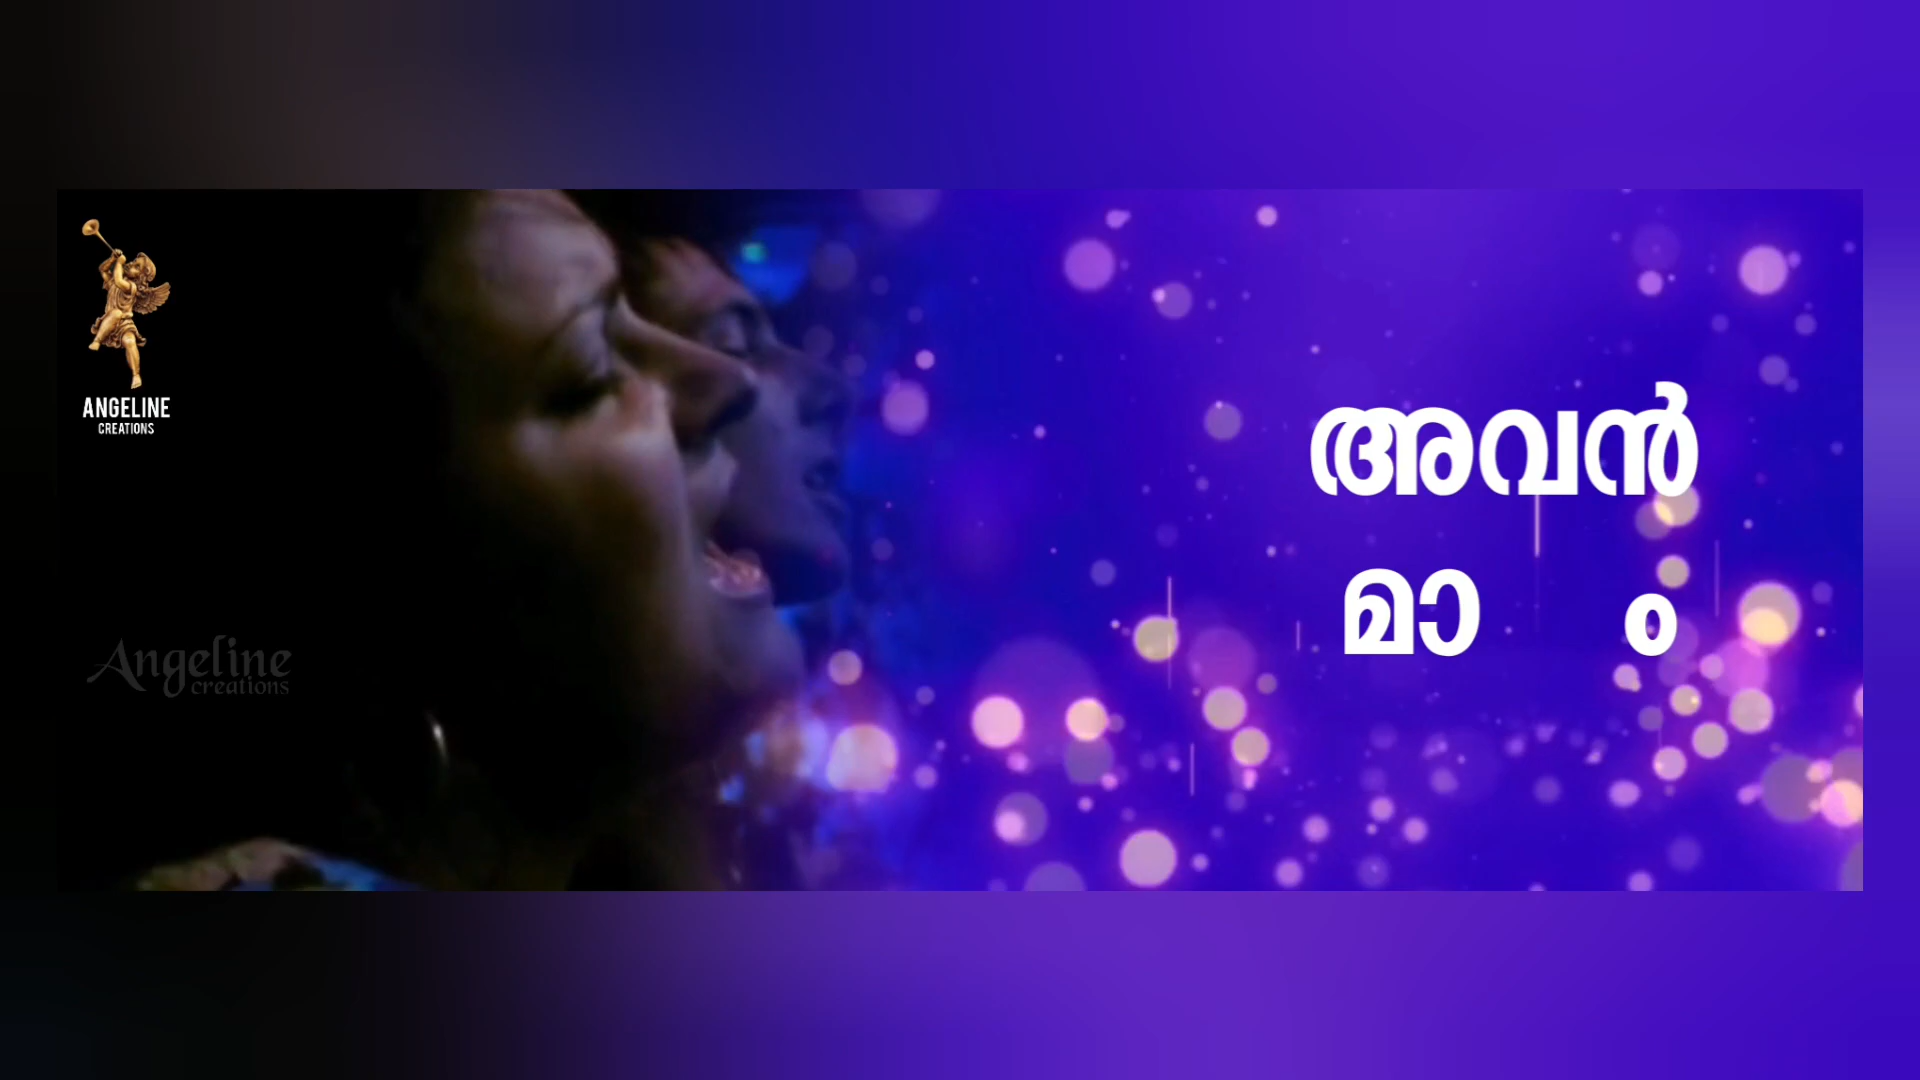 ANGELINE
CREATIONS
അവൻ
മാ ം
Angeline
creations